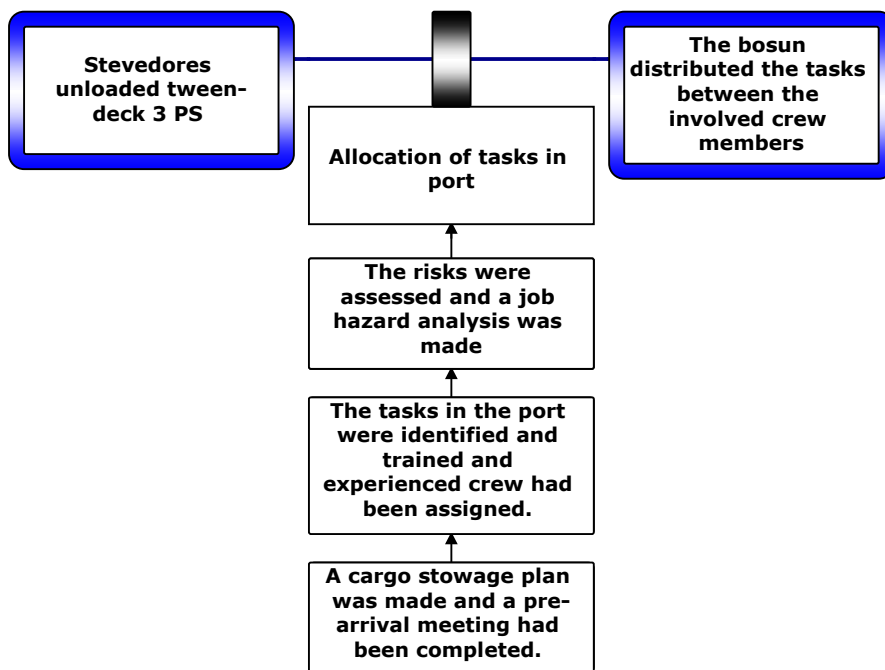 Stevedores
unloaded tween-
deck 3 PS
The bosun
distributed the tasks
between the
involved crew
members
Allocation of tasks in
port
The risks were
assessed and a job
hazard analysis was
made
The tasks in the port
were identified and
trained and
experienced crew had
been assigned.
A cargo stowage plan
was made and a pre-
arrival meeting had
been completed.